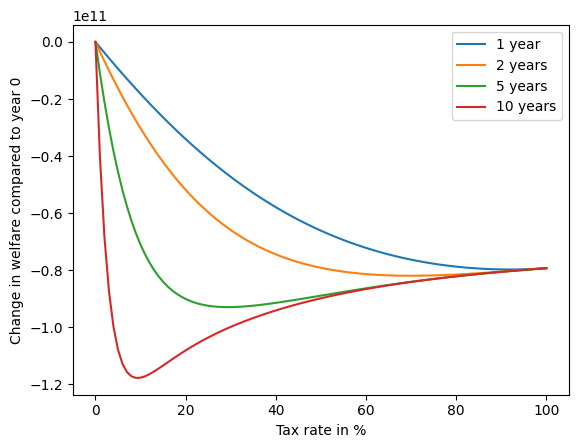 1e11
0.0
−0.2
−0.4
−0.6
−0.8
−1.0
−1.2
Change in welfare compared to year 0
1 year
2 years
5 years
10 years
0
20
40
60
80
100
Tax rate in %